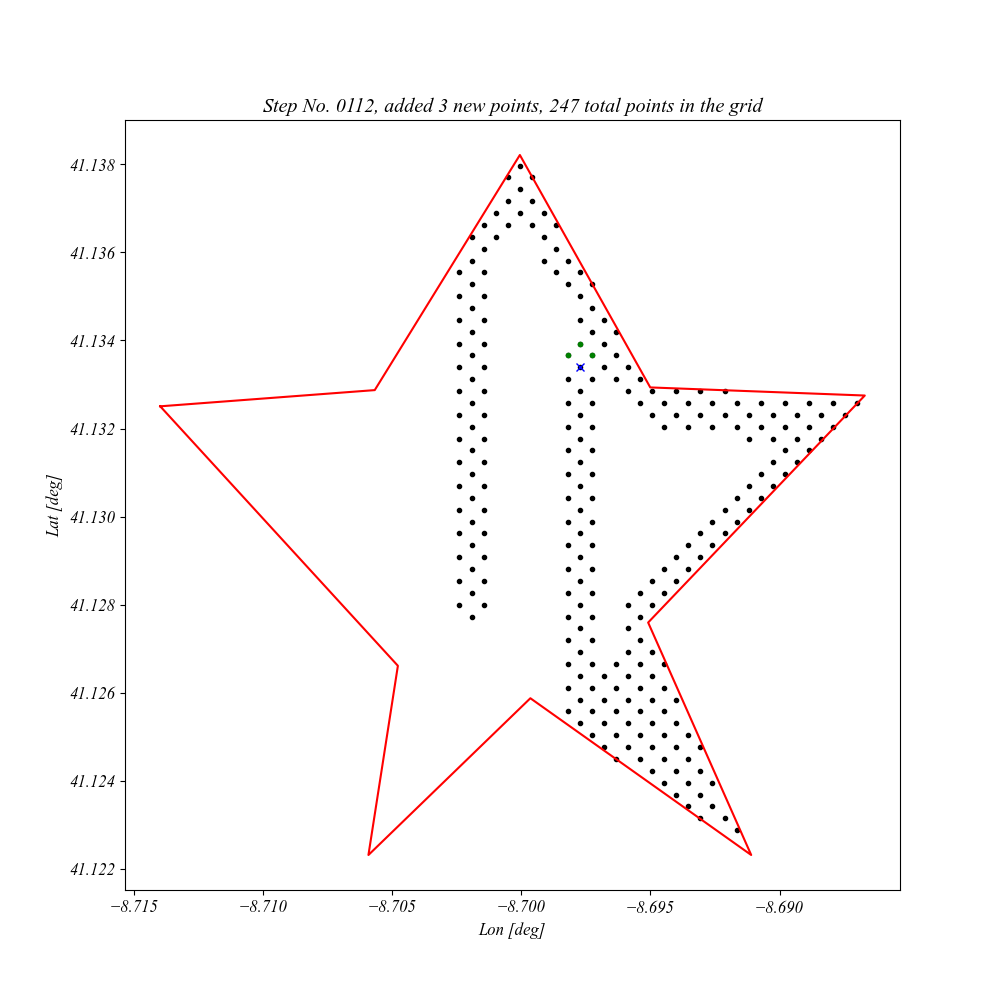 Step No. 0112, added 3 new points, 247 total points in the grid
41.138
41.136
41.134
41.132
41.130
41.128
41.126
41.124
41.122
Lat [deg]
−8.715 −8.710 −8.705 −8.700 −8.695 −8.690
Lon [deg]